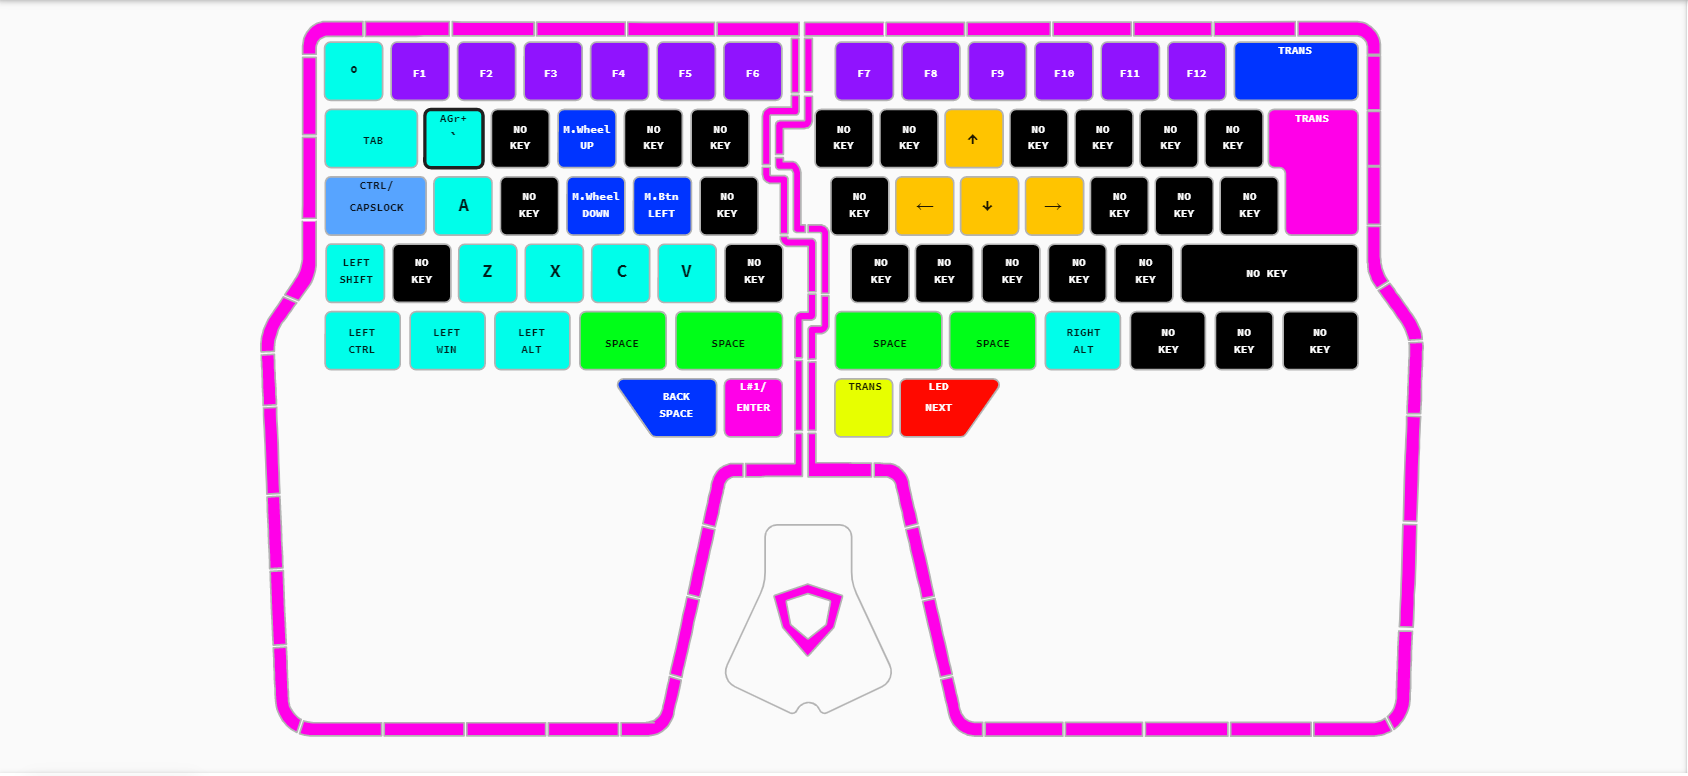 º F1 F2 F3 F4 F5 F6 F7 F8 F9 F10 F11 F12 TRANS
TAB
AGr+
`
NO
KEY
M.Wheel
UP
NO
KEY
NO
KEY
NO
KEY
NO
KEY
↑
NO
KEY
NO
KEY
NO
KEY
NO
KEY
TRANS
CTRL/
CAPSLOCK
A
NO
KEY
M.Wheel
DOWN
M.Btn
LEFT
NO
KEY
NO
KEY
←
↓
→
NO
KEY
NO
KEY
NO
KEY
LEFT
SHIFT
NO
KEY
Z
X
C
V
NO
KEY
NO
KEY
NO
KEY
NO
KEY
NO
KEY
NO
KEY
NO KEY
LEFT
CTRL
LEFT
WIN
LEFT
ALT
SPACE
SPACE
SPACE
SPACE
RIGHT
ALT
NO
KEY
NO
KEY
NO
KEY
BACK
SPACE
L#1/
ENTER
TRANS
LED
NEXT